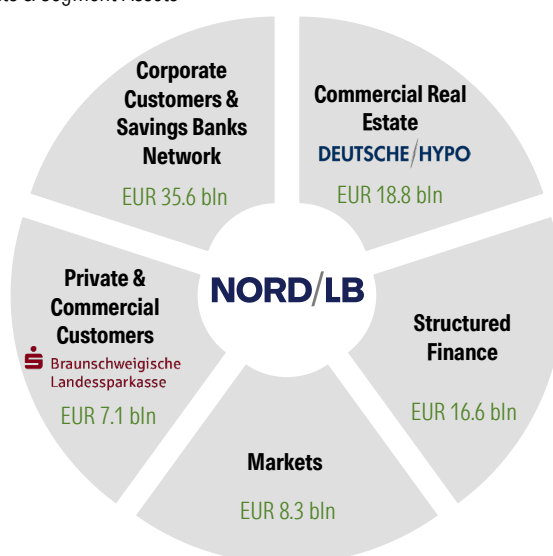 Corporate
Customers &
Savings Banks
Network
EUR 35.6 bln
Commercial Real
Estate
DEUTSCHE/HYPO
EUR 18.8 bln
Private &
Commercial
Customers
Braunschweigische
Landessparkasse
EUR 7.1 bln
NORD/LB
Structured
Finance
EUR 16.6 bln
Markets
EUR 8.3 bln